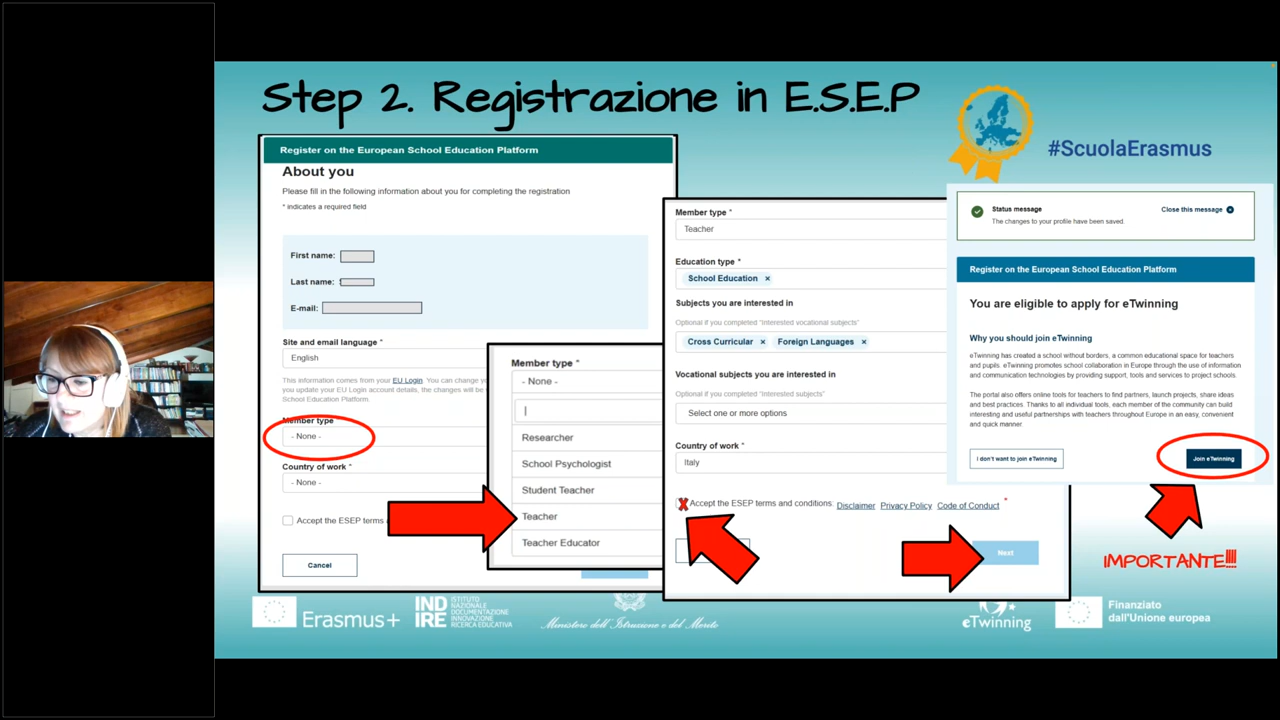 Step 2. Registrazione in E.S.E.P
#ScuolaErasmus
Register on the European School Education Platform
About you
Please fill in the following information about you for completing the registration
* indicates a required field
First name:
Last name:
E-mail:
Site and email language *
English
This information comes from your EU Login. You can change
you update your EU Login account details, the changes will be
School Education Platform.
Member type
- None -
Country of work *
- None -
Accept the ESEP terms
Cancel
Member type *
- None -
Researcher
School Psychologist
Student Teacher
Teacher
Teacher Educator
Member type *
Teacher
Education type *
School Education ×
Subjects you are interested in
Optional if you completed "Interested vocational subjects"
Cross Curricular × Foreign Languages ×
Vocational subjects you are interested in
Optional if you completed "Interested subjects"
Select one or more options
Country of work *
Italy
Accept the ESEP terms and conditions. Disclaimer Privacy Policy Code of Conduct *
Next
Status message
Close this message
The changes to your profile have been saved.
Register on the European School Education Platform
You are eligible to apply for eTwinning
Why you should join eTwinning
eTwinning has created a school without borders, a common educational space for teachers
and pupils. eTwinning promotes school collaboration in Europe through the use of information
and communication technologies by providing support, tools and services to project schools.
The portal also offers online tools for teachers to find partners, launch projects, share ideas
and best practices. Thanks to all individual tools, each member of the community can build
interesting and useful partnerships with teachers throughout Europe in an easy, convenient
and quick manner.
I don't want to join eTwinning
Join eTwinning
IMPORTANTE!!!!
Erasmus+
INDIRE
ISTITUTO
NAZIONALE
DOCUMENTAZIONE
INNOVAZIONE
RICERCA EDUCATIVA
Ministero dell'Istruzione e del Merito
eTwinning
Finanziato
dall'Unione europea